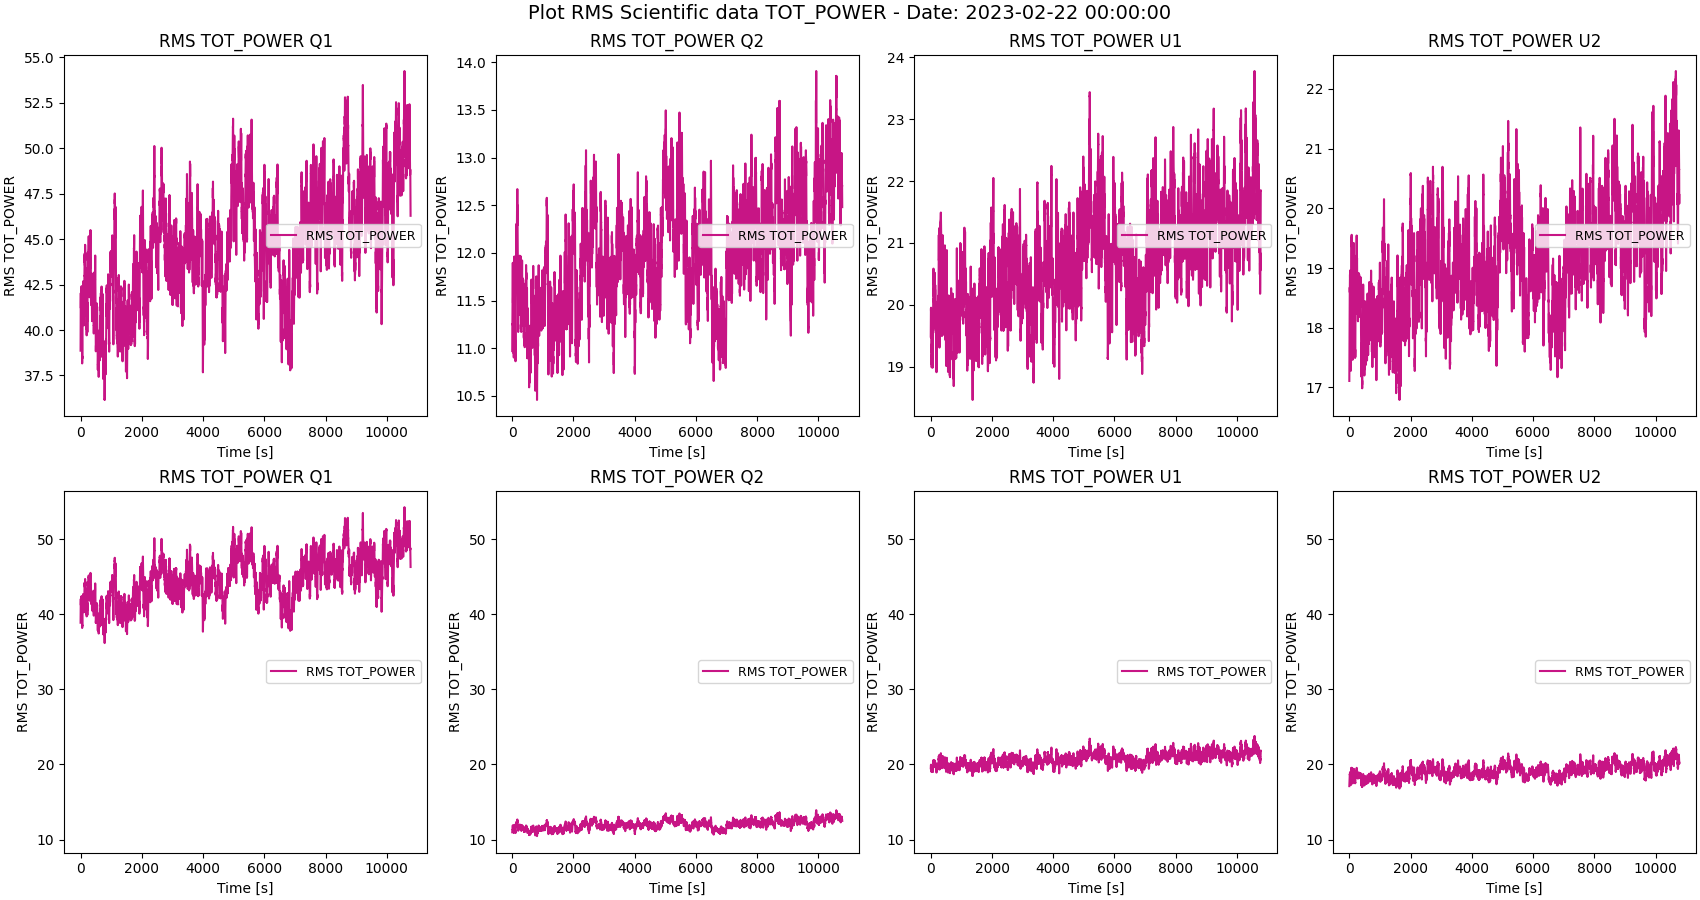 Plot RMS Scientific data TOT_POWER - Date: 2023-02-22 00:00:00
RMS TOT_POWER Q1
RMS TOT_POWER
55.0
52.5
50.0
47.5
45.0
42.5
40.0
37.5
RMS TOT_POWER
0 2000 4000 6000 8000 10000
Time [s]
RMS TOT_POWER Q2
RMS TOT_POWER
14.0
13.5
13.0
12.5
12.0
11.5
11.0
10.5
RMS TOT_POWER
0 2000 4000 6000 8000 10000
Time [s]
RMS TOT_POWER U1
RMS TOT_POWER
24
23
22
21
20
19
RMS TOT_POWER
0 2000 4000 6000 8000 10000
Time [s]
RMS TOT_POWER U2
RMS TOT_POWER
22
21
20
19
18
17
RMS TOT_POWER
0 2000 4000 6000 8000 10000
Time [s]
RMS TOT_POWER Q1
RMS TOT_POWER
50
40
30
20
10
RMS TOT_POWER
0 2000 4000 6000 8000 10000
Time [s]
RMS TOT_POWER Q2
RMS TOT_POWER
50
40
30
20
10
RMS TOT_POWER
0 2000 4000 6000 8000 10000
Time [s]
RMS TOT_POWER U1
RMS TOT_POWER
50
40
30
20
10
RMS TOT_POWER
0 2000 4000 6000 8000 10000
Time [s]
RMS TOT_POWER U2
RMS TOT_POWER
50
40
30
20
10
RMS TOT_POWER
0 2000 4000 6000 8000 10000
Time [s]